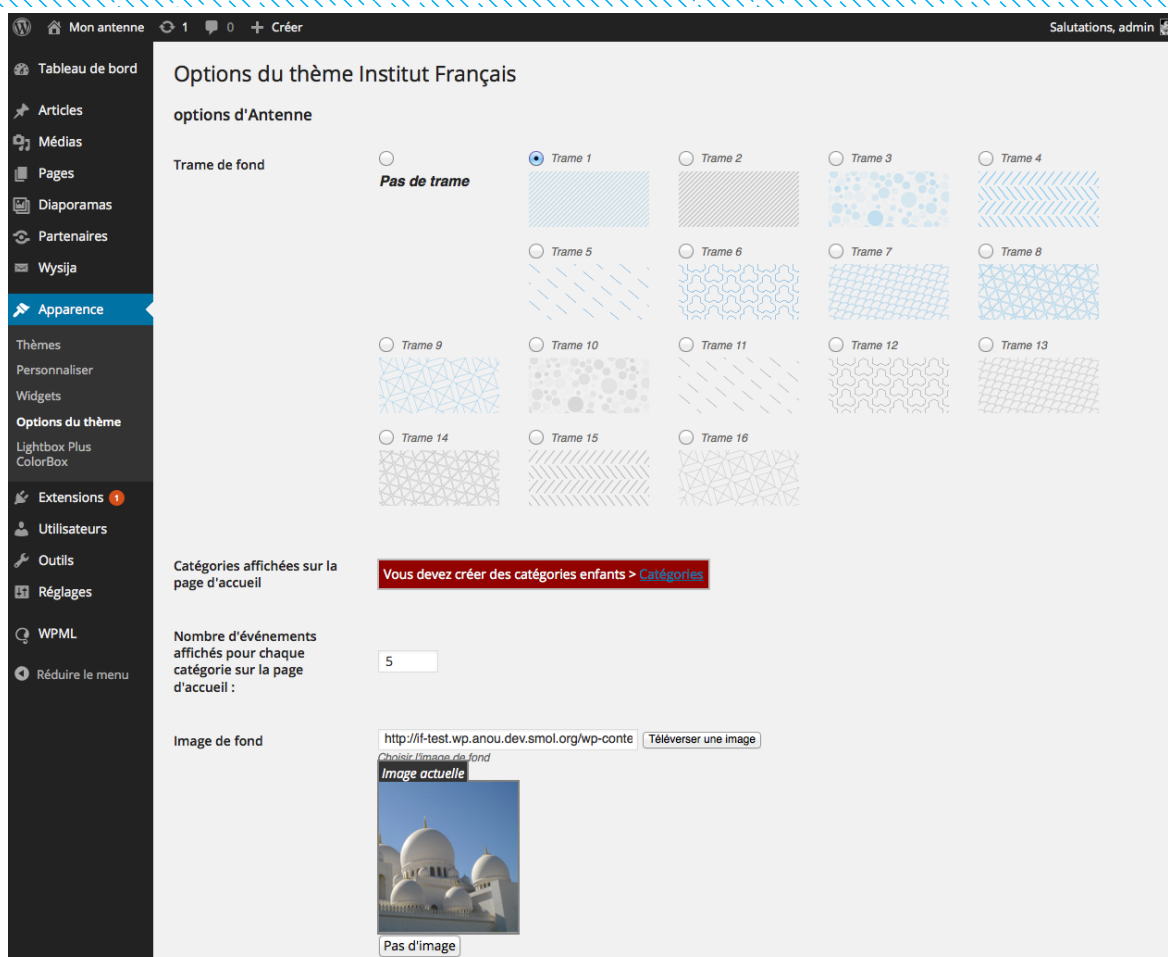 Mon antenne 1 0 + Créer Salutations, admin
Tableau de bord
Articles
Médias
Pages
Diaporamas
Partenaires
Wysija
Apparence
Thèmes
Personnaliser
Widgets
Options du thème
Lightbox Plus
ColorBox
Extensions 1
Utilisateurs
Outils
Réglages
WPML
Réduire le menu
Options du thème Institut Français
options d'Antenne
Trame de fond
Pas de trame
Trame 1
Trame 2
Trame 3
Trame 4
Trame 5
Trame 6
Trame 7
Trame 8
Trame 9
Trame 10
Trame 11
Trame 12
Trame 13
Trame 14
Trame 15
Trame 16
Catégories affichées sur la
page d'accueil
Vous devez créer des catégories enfants > Catégories
Nombre d'événements
affichés pour chaque
catégorie sur la page
d'accueil :
5
Image de fond
http://if-test.wp.anou.dev.smol.org/wp-conte
Téléverser une image
Choisir l'image de fond
Image actuelle
Pas d'image